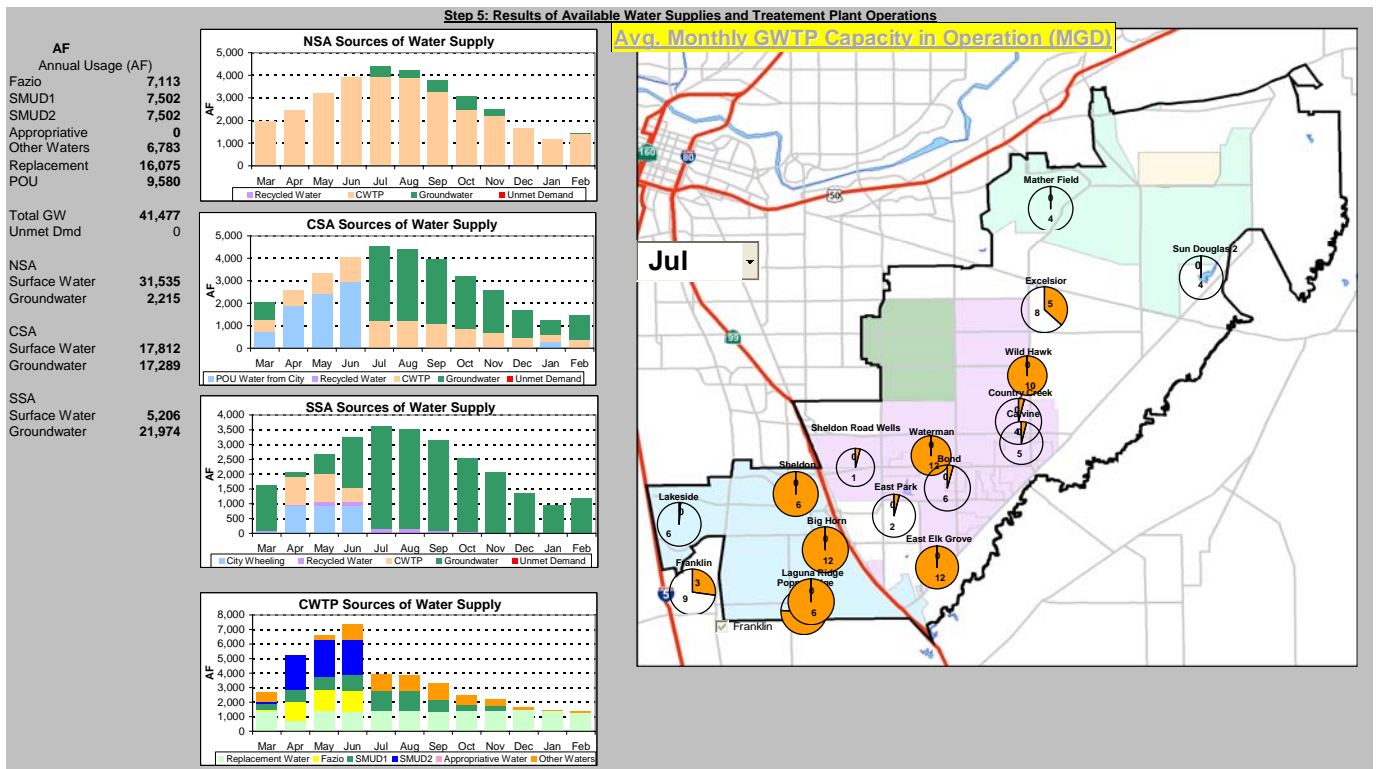 Step 5: Results of Available Water Supplies and Treatment Plant Operations
AF
Annual Usage (AF)
Fazio 7,113
SMUD1 7,502
SMUD2 7,502
Appropriative 0
Other Waters 6,783
Replacement 16,075
POU 9,580
Total GW 41,477
Unmet Dmd 0
NSA
Surface Water 31,535
Groundwater 2,215
CSA
Surface Water 17,812
Groundwater 17,289
SSA
Surface Water 5,206
Groundwater 21,974
NSA Sources of Water Supply
AF
5,000
4,000
3,000
2,000
1,000
0
Mar Apr May Jun Jul Aug Sep Oct Nov Dec Jan Feb
Recycled Water CWTP Groundwater Unmet Demand
CSA Sources of Water Supply
AF
5,000
4,000
3,000
2,000
1,000
0
Mar Apr May Jun Jul Aug Sep Oct Nov Dec Jan Feb
POU Water from City Recycled Water CWTP Groundwater Unmet Demand
SSA Sources of Water Supply
AF
4,000
3,500
3,000
2,500
2,000
1,500
1,000
500
0
Mar Apr May Jun Jul Aug Sep Oct Nov Dec Jan Feb
City Wheeling Recycled Water CWTP Groundwater Unmet Demand
CWTP Sources of Water Supply
AF
8,000
7,000
6,000
5,000
4,000
3,000
2,000
1,000
0
Mar Apr May Jun Jul Aug Sep Oct Nov Dec Jan Feb
Replacement Water Fazio SMUD1 SMUD2 Appropriative Water Other Waters
Avg. Monthly GWTP Capacity in Operation (MGD)
160
80
50
99
5
Jul
Mather Field
0
4
Sun Douglas 2
0
4
Excelsior
5
8
Wild Hawk
0
10
Country Creek
0
4
Calvine
0
5
Sheldon Road Wells
0
1
Waterman
0
12
Bond
0
6
Sheldon
0
6
East Park
0
2
Lakeside
0
6
Big Horn
0
12
East Elk Grove
0
12
Franklin
3
9
Laguna Ridge
0
6
Franklin